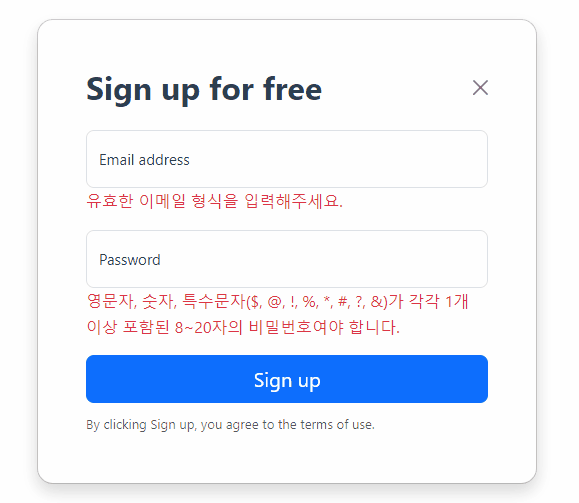 Sign up for free
Email address
유효한 이메일 형식을 입력해주세요.
Password
영문자, 숫자, 특수문자($, @, !, %, *, #, ?, &)가 각각 1개
이상 포함된 8~20자의 비밀번호여야 합니다.
Sign up
By clicking Sign up, you agree to the terms of use.